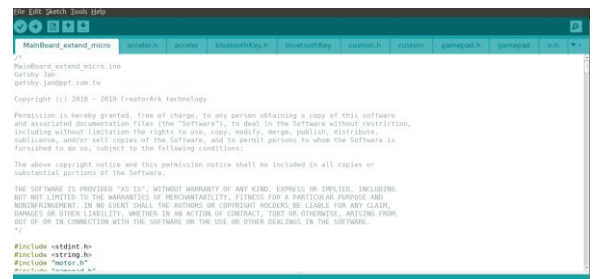 File Edit Sketch Tools Help
MainBoard_extend_micro acceler.h acceler bluetoothKey.h bluetoothKey custom.h custom gamepad.h gamepad
/*
MainBoard_extend_micro.ino
Gatsby Jan
gatsby.jan@ppt.com.tw
Copyright (c) 2018 - 2019 CreatorArk technology
Permission is hereby granted, free of charge, to any person obtaining a copy of this software
and associated documentation files (the "Software"), to deal in the Software without restriction,
including without limitation the rights to use, copy, modify, merge, publish, distribute,
sublicense, and/or sell copies of the Software, and to permit persons to whom the Software is
furnished to do so, subject to the following conditions:
The above copyright notice and this permission notice shall be included in all copies or
substantial portions of the Software.
THE SOFTWARE IS PROVIDED "AS IS", WITHOUT WARRANTY OF ANY KIND, EXPRESS OR IMPLIED, INCLUDING
BUT NOT LIMITED TO THE WARRANTIES OF MERCHANTABILITY, FITNESS FOR A PARTICULAR PURPOSE AND
NONINFRINGEMENT. IN NO EVENT SHALL THE AUTHORS OR COPYRIGHT HOLDERS BE LIABLE FOR ANY CLAIM,
DAMAGES OR OTHER LIABILITY, WHETHER IN AN ACTION OF CONTRACT, TORT OR OTHERWISE, ARISING FROM,
OUT OF OR IN CONNECTION WITH THE SOFTWARE OR THE USE OR OTHER DEALINGS IN THE SOFTWARE.
*/
#include <stdint.h>
#include <string.h>
#include "motor.h"
#include "gamepad.h"